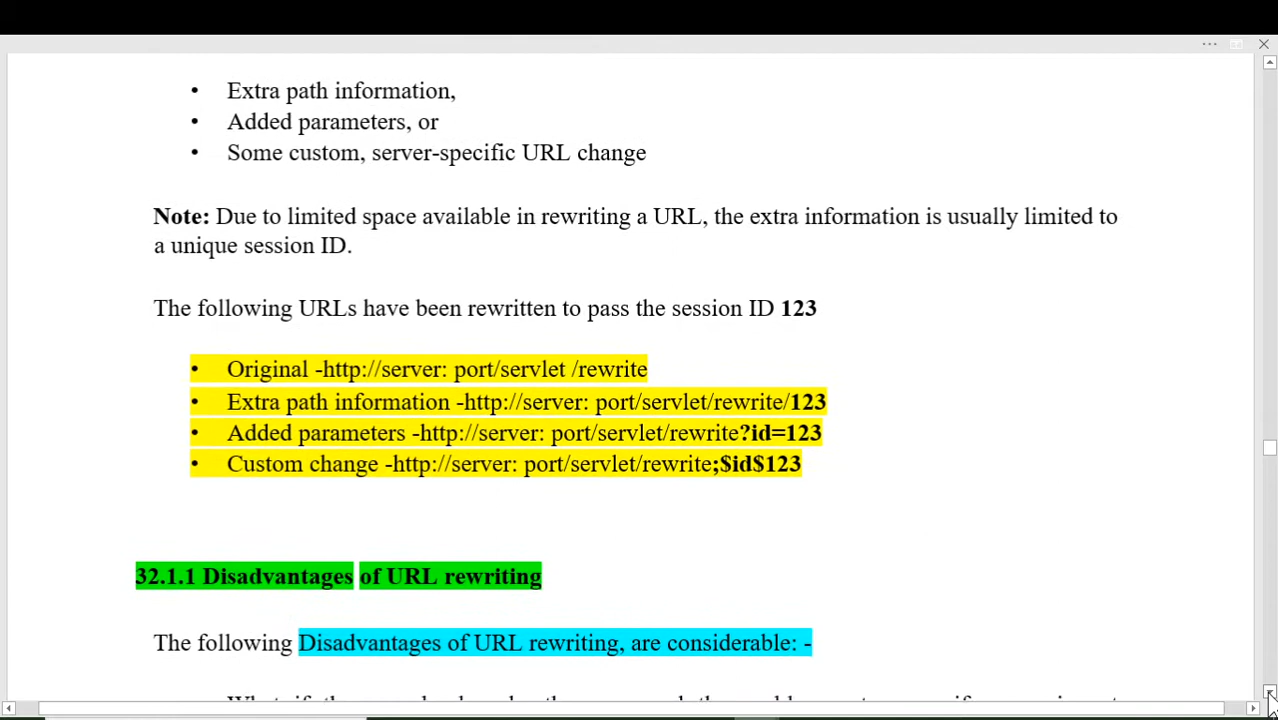 • Extra path information,
• Added parameters, or
• Some custom, server-specific URL change
Note: Due to limited space available in rewriting a URL, the extra information is usually limited to
a unique session ID.
The following URLs have been rewritten to pass the session ID 123
• Original -http://server: port/servlet /rewrite
• Extra path information -http://server: port/servlet/rewrite/123
• Added parameters -http://server: port/servlet/rewrite?id=123
• Custom change -http://server: port/servlet/rewrite;$id$123
32.1.1 Disadvantages of URL rewriting
The following Disadvantages of URL rewriting, are considerable: -